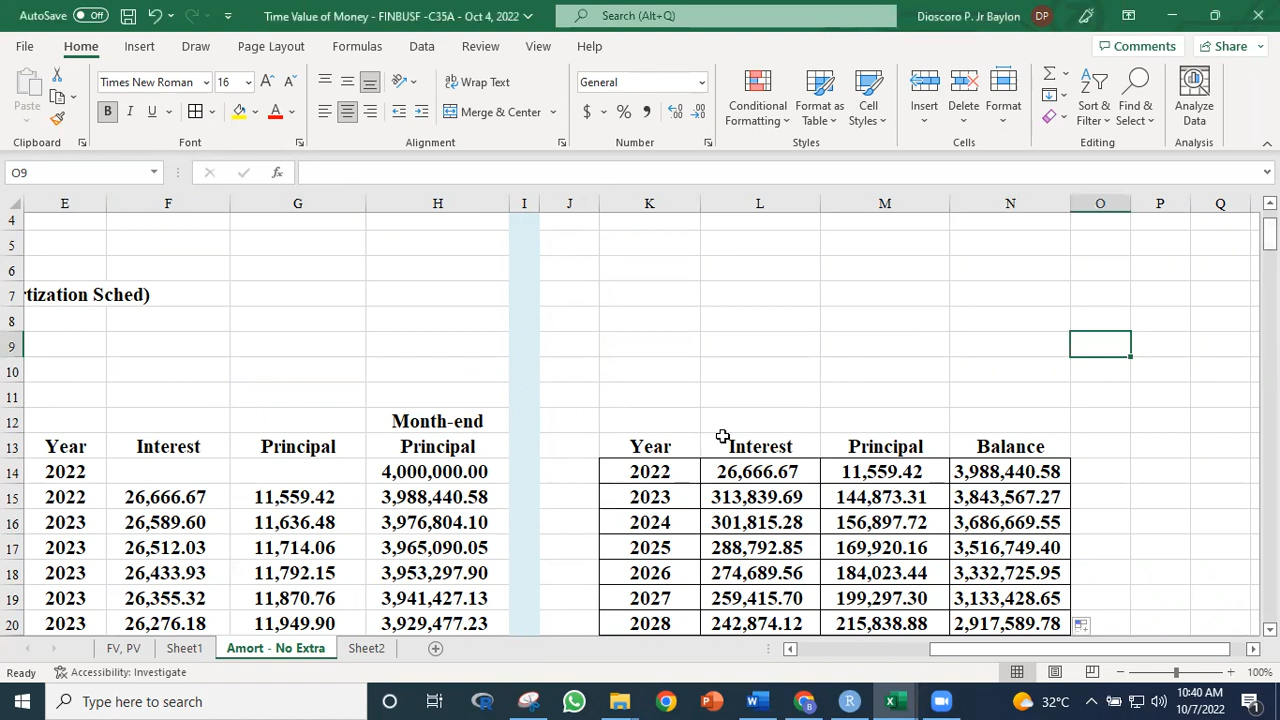 AutoSave Off Time Value of Money - FINBUSF -C35A - Oct 4, 2022 Search (Alt+Q) Dioscoro P. Jr Baylon DP
File Home Insert Draw Page Layout Formulas Data Review View Help Comments Share
Paste Times New Roman 16 Wrap Text General Conditional Formatting Format as Table Cell Styles Insert Delete Format Sort & Filter Find & Select Analyze Data
B I U A Merge & Center $ %
Clipboard Font Alignment Number Styles Cells Editing Analysis
O9 fx
E F G H I J K L M N O P Q
4
5
6
7 rtization Sched)
8
9
10
11
12 Month-end
13 Year Interest Principal Principal Year Interest Principal Balance
14 2022 4,000,000.00 2022 26,666.67 11,559.42 3,988,440.58
15 2022 26,666.67 11,559.42 3,988,440.58 2023 313,839.69 144,873.31 3,843,567.27
16 2023 26,589.60 11,636.48 3,976,804.10 2024 301,815.28 156,897.72 3,686,669.55
17 2023 26,512.03 11,714.06 3,965,090.05 2025 288,792.85 169,920.16 3,516,749.40
18 2023 26,433.93 11,792.15 3,953,297.90 2026 274,689.56 184,023.44 3,332,725.95
19 2023 26,355.32 11,870.76 3,941,427.13 2027 259,415.70 199,297.30 3,133,428.65
20 2023 26,276.18 11,949.90 3,929,477.23 2028 242,874.12 215,838.88 2,917,589.78
FV, PV Sheet1 Amort - No Extra Sheet2
Ready Accessibility: Investigate 100%
Type here to search 32°C 10:40 AM
10/7/2022